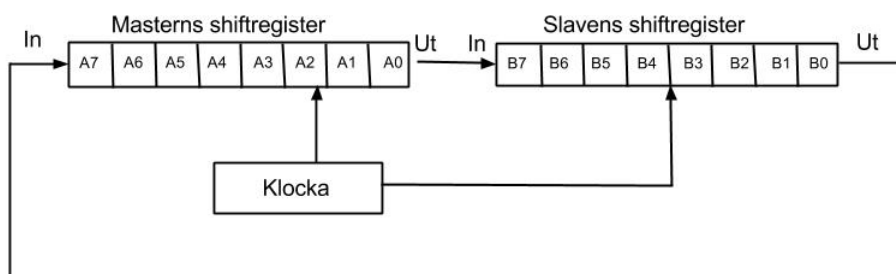 Masterns shiftregister
Slavens shiftregister
In
Ut
In
Ut
A7 A6 A5 A4 A3 A2 A1 A0
B7 B6 B5 B4 B3 B2 B1 B0
Klocka